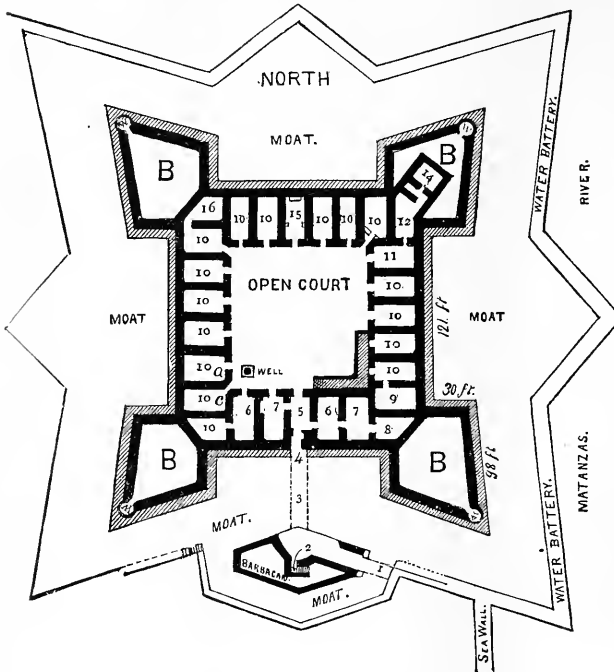 NORTH
MOAT.
WATER BATTERY.
RIVER.
B
B
14
16
10
10
15
10
10
10
12
10
11
10
OPEN COURT
10
10
10
121 ft
MOAT
MOAT
10
10
10 a
WELL
10
30 ft.
10 c
9
10
6
7
5
6
7
8
B
B
98 ft
4
MATANZAS.
3
MOAT.
WATER BATTERY.
2
BARBACAN.
1
MOAT.
SEA WALL.